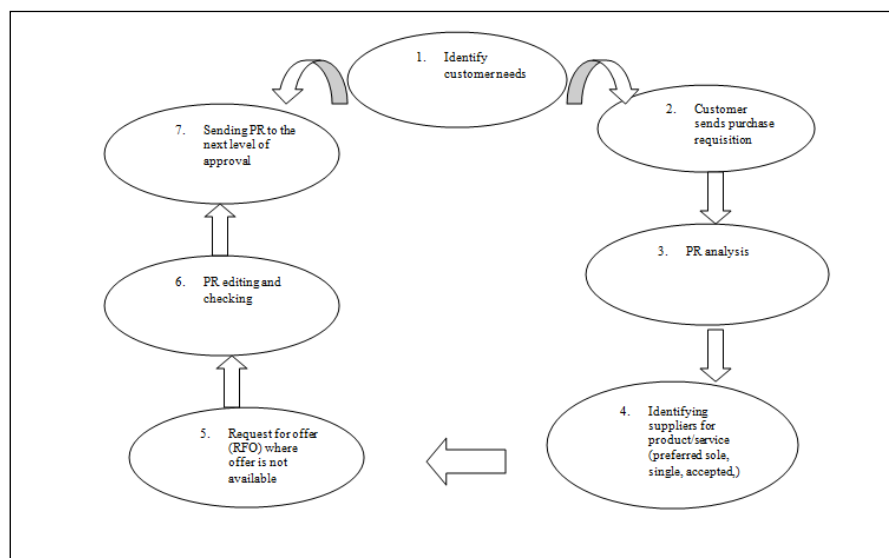 1. Identify
customer needs
2. Customer
sends purchase
requisition
3. PR analysis
4. Identifying
suppliers for
product/service
(preferred sole,
single, accepted,)
5. Request for offer
(RFO) where
offer is not
available
6. PR editing and
checking
7. Sending PR to the
next level of
approval